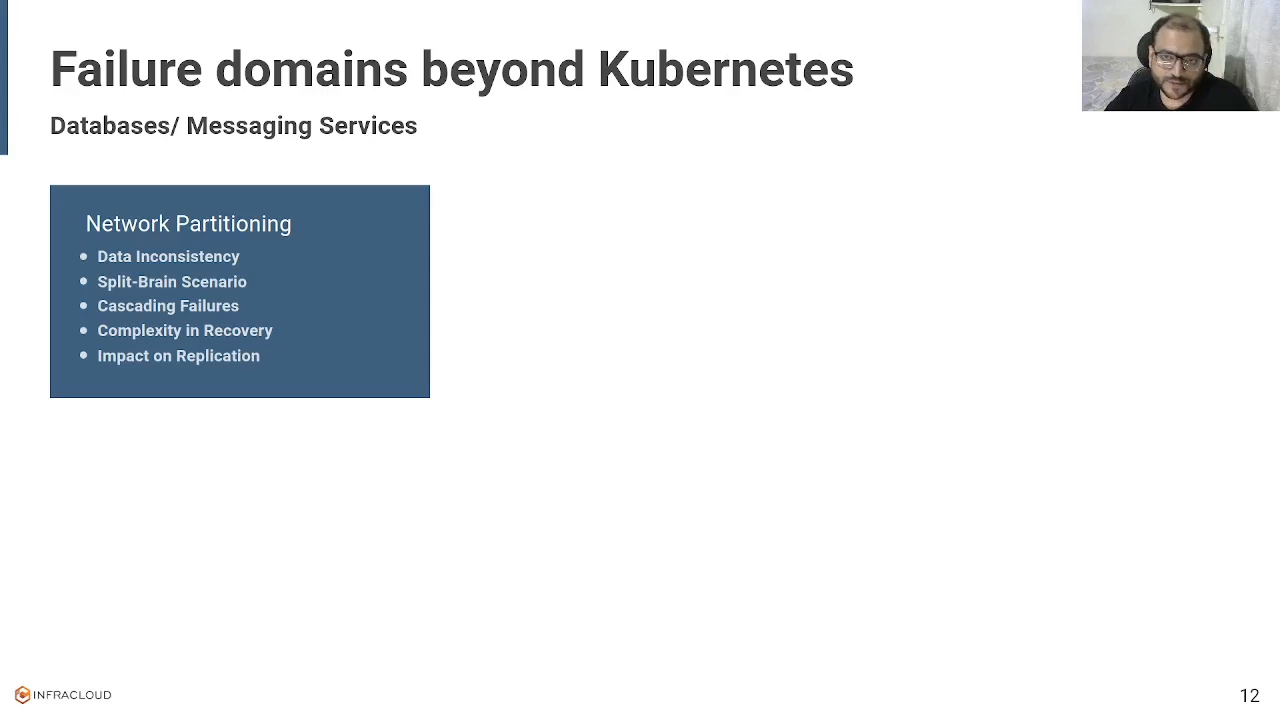 Failure domains beyond Kubernetes
Databases/ Messaging Services
Network Partitioning
Data Inconsistency
Split-Brain Scenario
Cascading Failures
Complexity in Recovery
Impact on Replication
INFRACLOUD
12